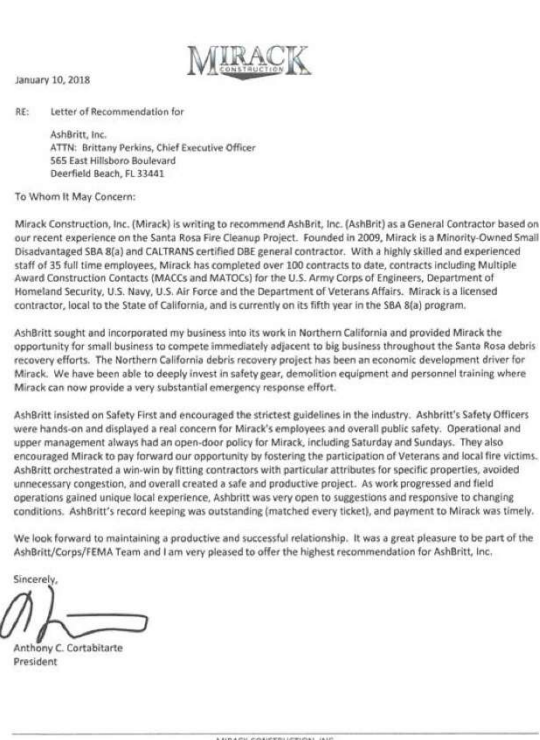 MIRACK
CONSTRUCTION
January 10, 2018
RE: Letter of Recommendation for
AshBritt, Inc.
ATTN: Brittany Perkins, Chief Executive Officer
565 East Hillsboro Boulevard
Deerfield Beach, FL 33441
To Whom It May Concern:
Mirack Construction, Inc. (Mirack) is writing to recommend AshBrit, Inc. (AshBrit) as a General Contractor based on
our recent experience on the Santa Rosa Fire Cleanup Project. Founded in 2009, Mirack is a Minority-Owned Small
Disadvantaged SBA 8(a) and CALTRANS certified DBE general contractor. With a highly skilled and experienced
staff of 35 full time employees, Mirack has completed over 100 contracts to date, contracts including Multiple
Award Construction Contacts (MACCs and MATOCs) for the U.S. Army Corps of Engineers, Department of
Homeland Security, U.S. Navy, U.S. Air Force and the Department of Veterans Affairs. Mirack is a licensed
contractor, local to the State of California, and is currently on its fifth year in the SBA 8(a) program.
AshBritt sought and incorporated my business into its work in Northern California and provided Mirack the
opportunity for small business to compete immediately adjacent to big business throughout the Santa Rosa debris
recovery efforts. The Northern California debris recovery project has been an economic development driver for
Mirack. We have been able to deeply invest in safety gear, demolition equipment and personnel training where
Mirack can now provide a very substantial emergency response effort.
AshBritt insisted on Safety First and encouraged the strictest guidelines in the industry. Ashbritt's Safety Officers
were hands-on and displayed a real concern for Mirack's employees and overall public safety. Operational and
upper management always had an open-door policy for Mirack, including Saturday and Sundays. They also
encouraged Mirack to pay forward our opportunity by fostering the participation of Veterans and local fire victims.
AshBritt orchestrated a win-win by fitting contractors with particular attributes for specific properties, avoided
unnecessary congestion, and overall created a safe and productive project. As work progressed and field
operations gained unique local experience, Ashbritt was very open to suggestions and responsive to changing
conditions. AshBritt's record keeping was outstanding (matched every ticket), and payment to Mirack was timely.
We look forward to maintaining a productive and successful relationship. It was a great pleasure to be part of the
AshBritt/Corps/FEMA Team and I am very pleased to offer the highest recommendation for AshBritt, Inc.
Sincerely,
Anthony C. Cortabitarte
President